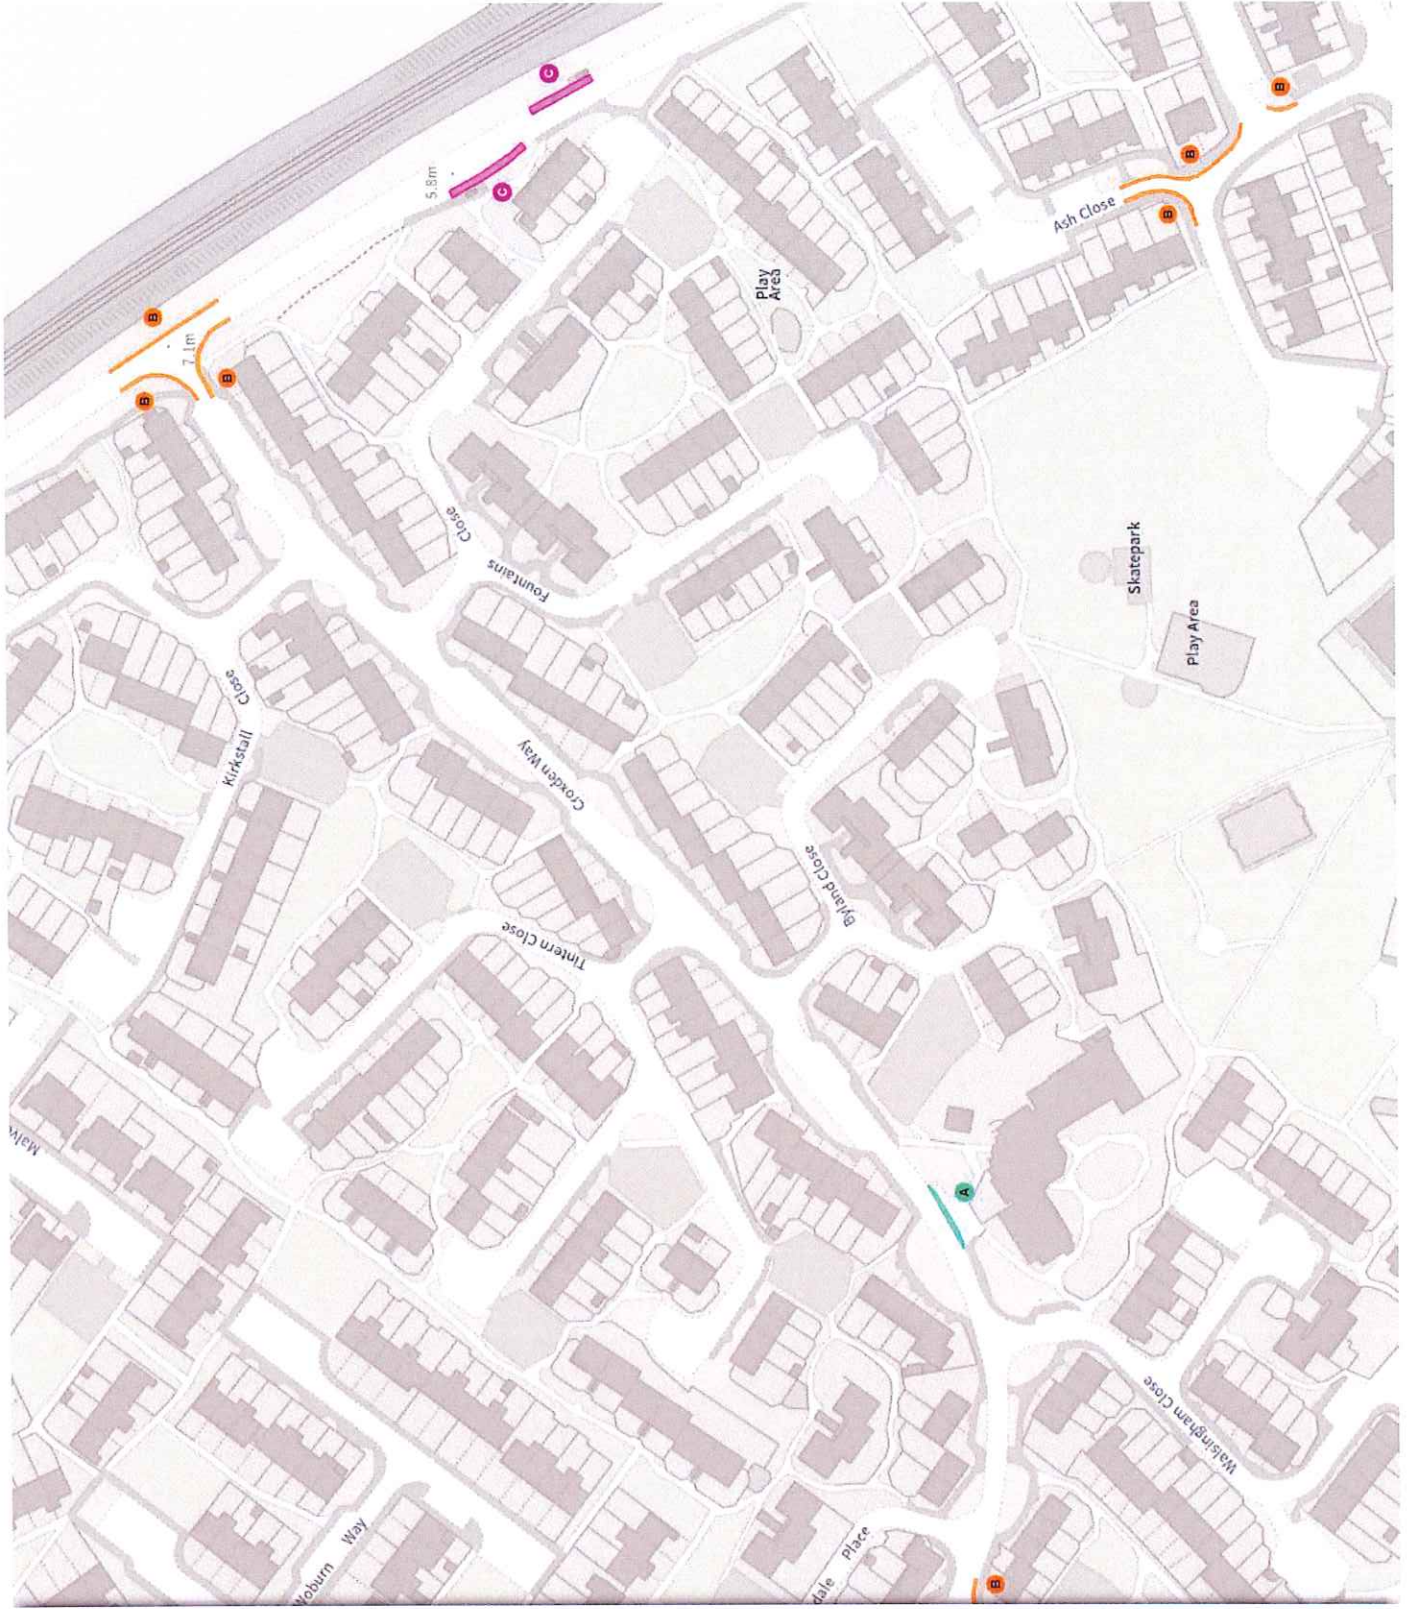 C
5.8m
C
B
B
B
Ash Close
B
B
7.1m
B
B
Play
Area
Close
Fountains
Skatepark
Play Area
Kirkstall
Close
Croxden Way
Byland Close
Tintern Close
A
Walsingham Close
Way
Place
B